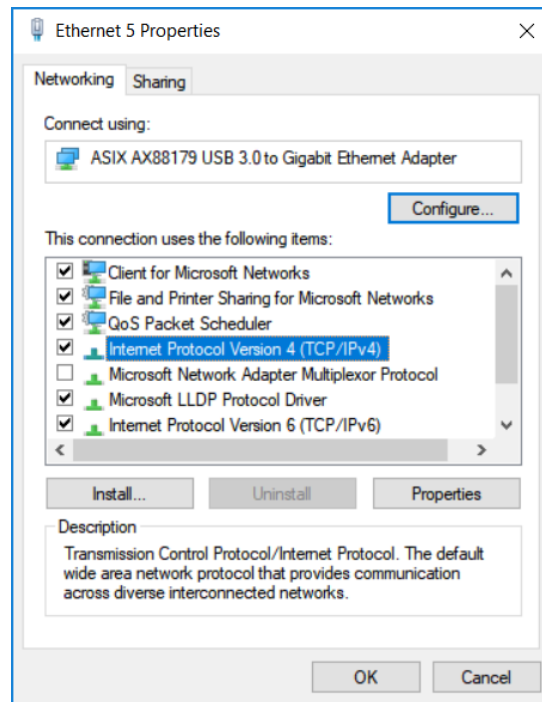 Ethernet 5 Properties
Networking
Sharing
Connect using:
ASIX AX88179 USB 3.0 to Gigabit Ethernet Adapter
Configure...
This connection uses the following items:
Client for Microsoft Networks
File and Printer Sharing for Microsoft Networks
QoS Packet Scheduler
Internet Protocol Version 4 (TCP/IPv4)
Microsoft Network Adapter Multiplexor Protocol
Microsoft LLDP Protocol Driver
Internet Protocol Version 6 (TCP/IPv6)
Install...
Uninstall
Properties
Description
Transmission Control Protocol/Internet Protocol. The default
wide area network protocol that provides communication
across diverse interconnected networks.
OK
Cancel